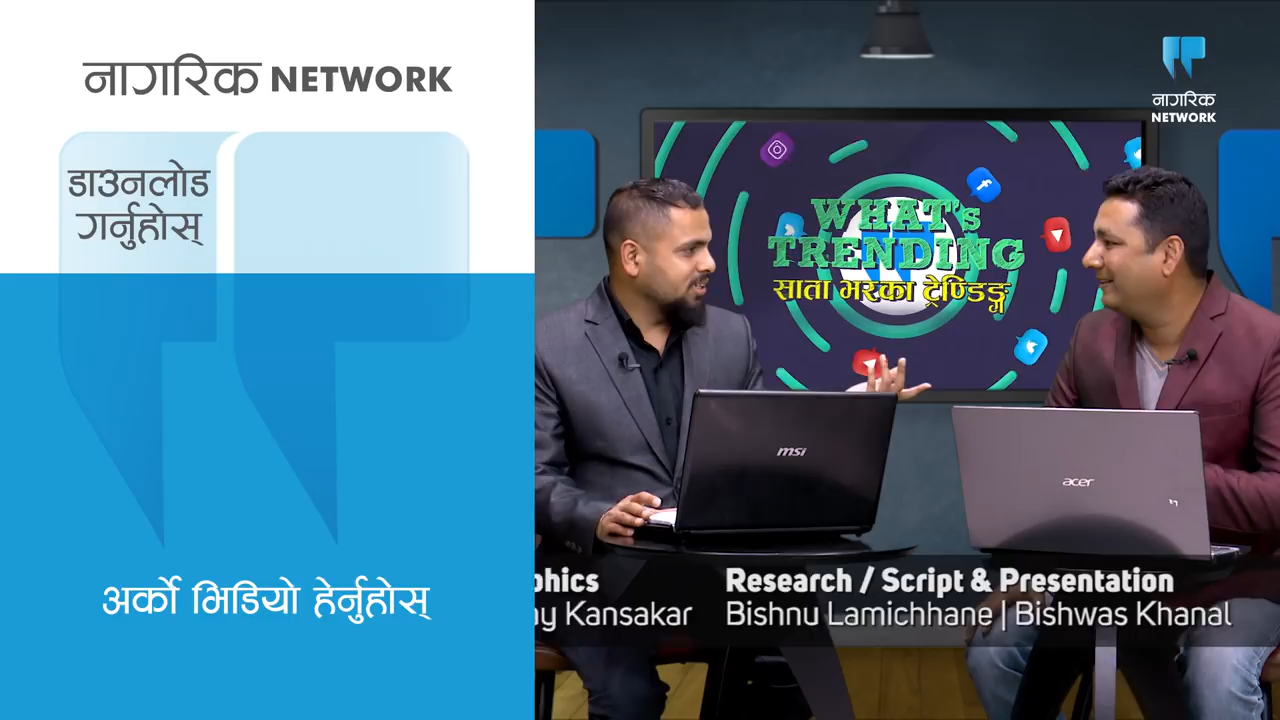 नागरिक NETWORK
डाउनलोड
गर्नुहोस्
अर्को भिडियो हेर्नुहोस्
नागरिक
NETWORK
WHAT's
TRENDING
साता भरका ट्रेण्डिङ्ग
msi
acer
Research / Script & Presentation
Kansakar
Bishnu Lamichhane | Bishwas Khanal